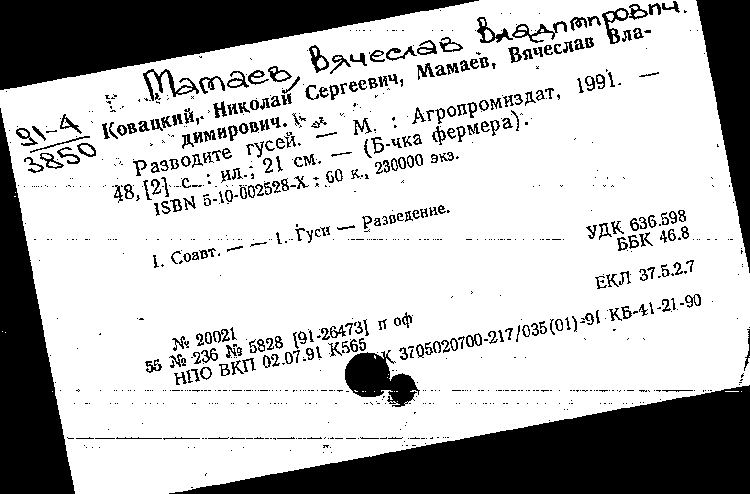 Мамаев, Вячеслав Владимирович.
91-4
3850
Ковацкий, Николай Сергеевич, Мамаев, Вячеслав Вла-
димирович.
Разводите гусей. — М. : Агропромиздат, 1991. —
48, [2] с. : ил.; 21 см. — (Б-чка фермера).
ISBN 5-10-002528-X : 60 к., 230000 экз.
I. Соавт. — — 1. Гуси — Разведение.
УДК 636.598
ББК 46.8
ЕКЛ 37.5.2.7
№ 20021
55 № 236 № 5828 [91-26473] п оф
НПО ВКП 02.07.91 К565
К 3705020700-217/035(01)-91 КБ-41-21-90